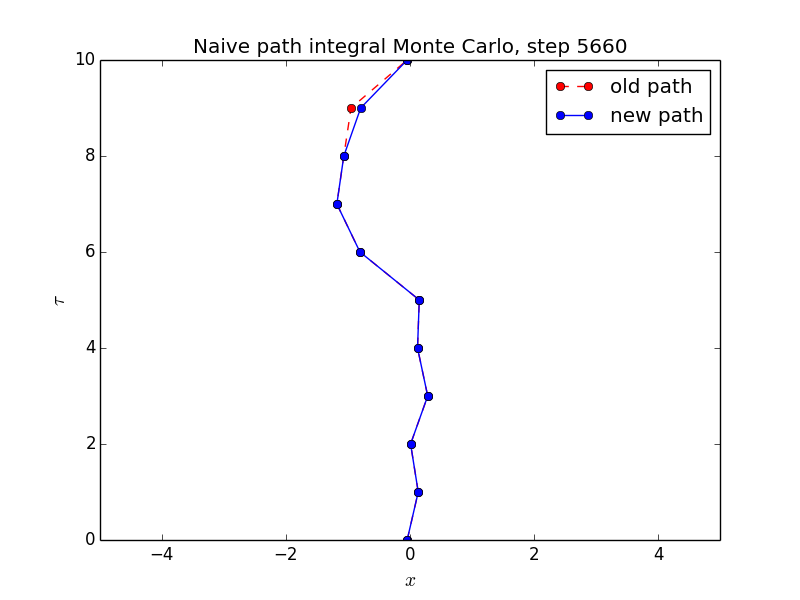 Naive path integral Monte Carlo, step 5660
old path
new path
10
8
6
4
2
0
τ
−4 −2 0 2 4
x